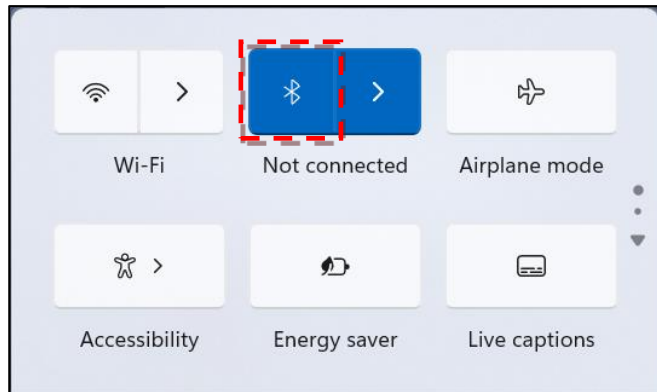 Wi-Fi
Not connected
Airplane mode
Accessibility
Energy saver
Live captions